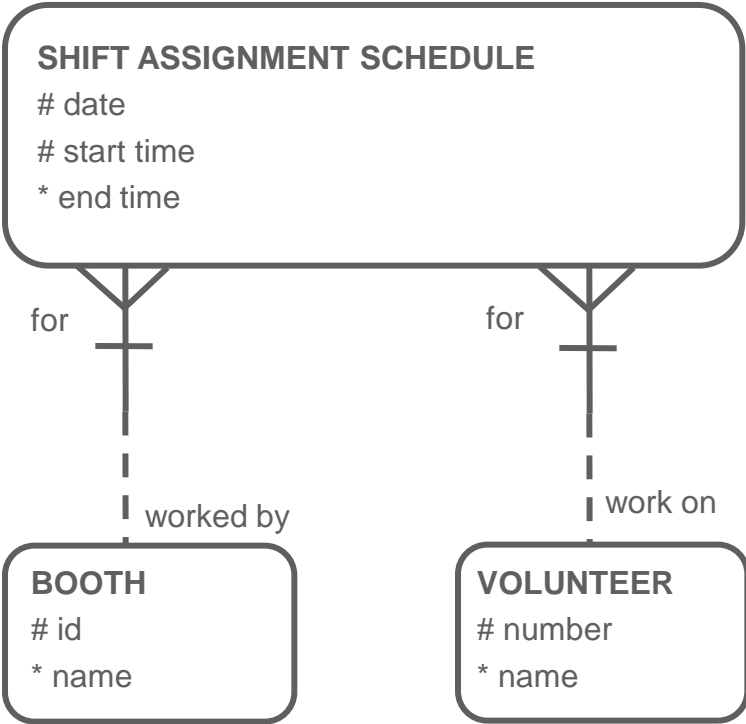 SHIFT ASSIGNMENT SCHEDULE
# date
# start time
* end time
for
for
worked by
work on
BOOTH
# id
* name
VOLUNTEER
# number
* name